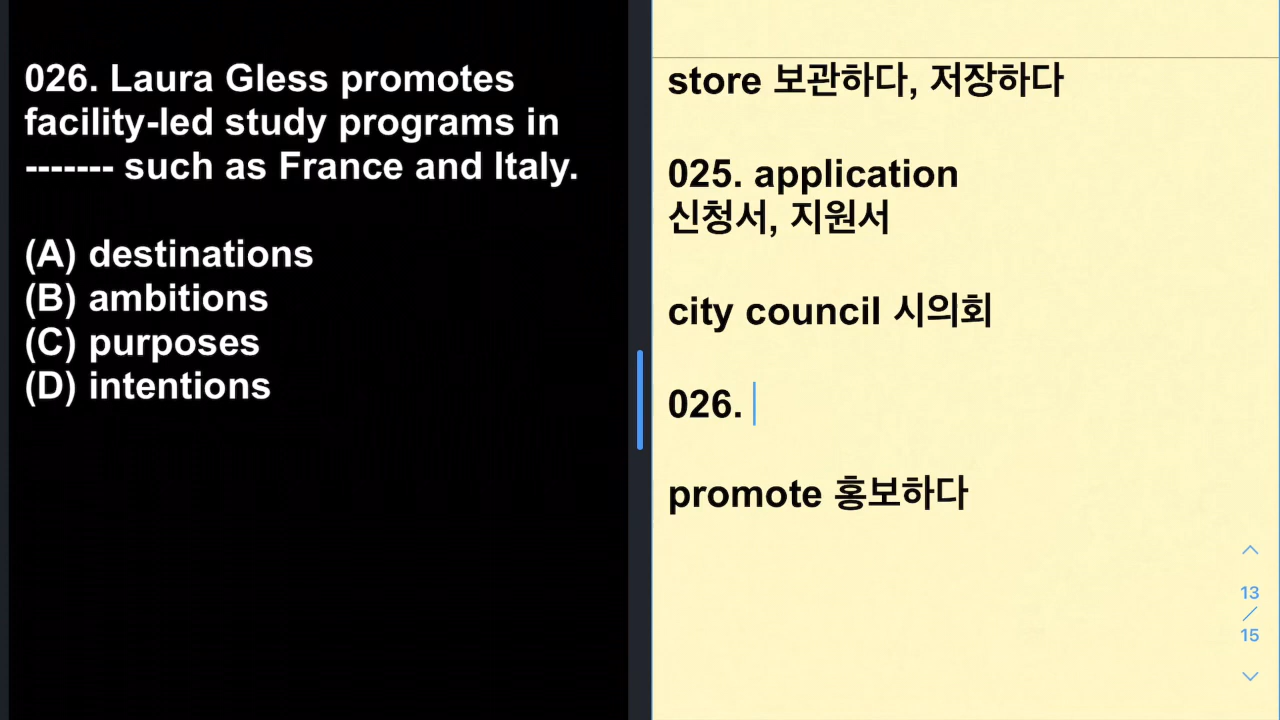 026. Laura Gless promotes
facility-led study programs in
------- such as France and Italy.
(A) destinations
(B) ambitions
(C) purposes
(D) intentions
store 보관하다, 저장하다
025. application
신청서, 지원서
city council 시의회
026.
promote 홍보하다
13
/
15